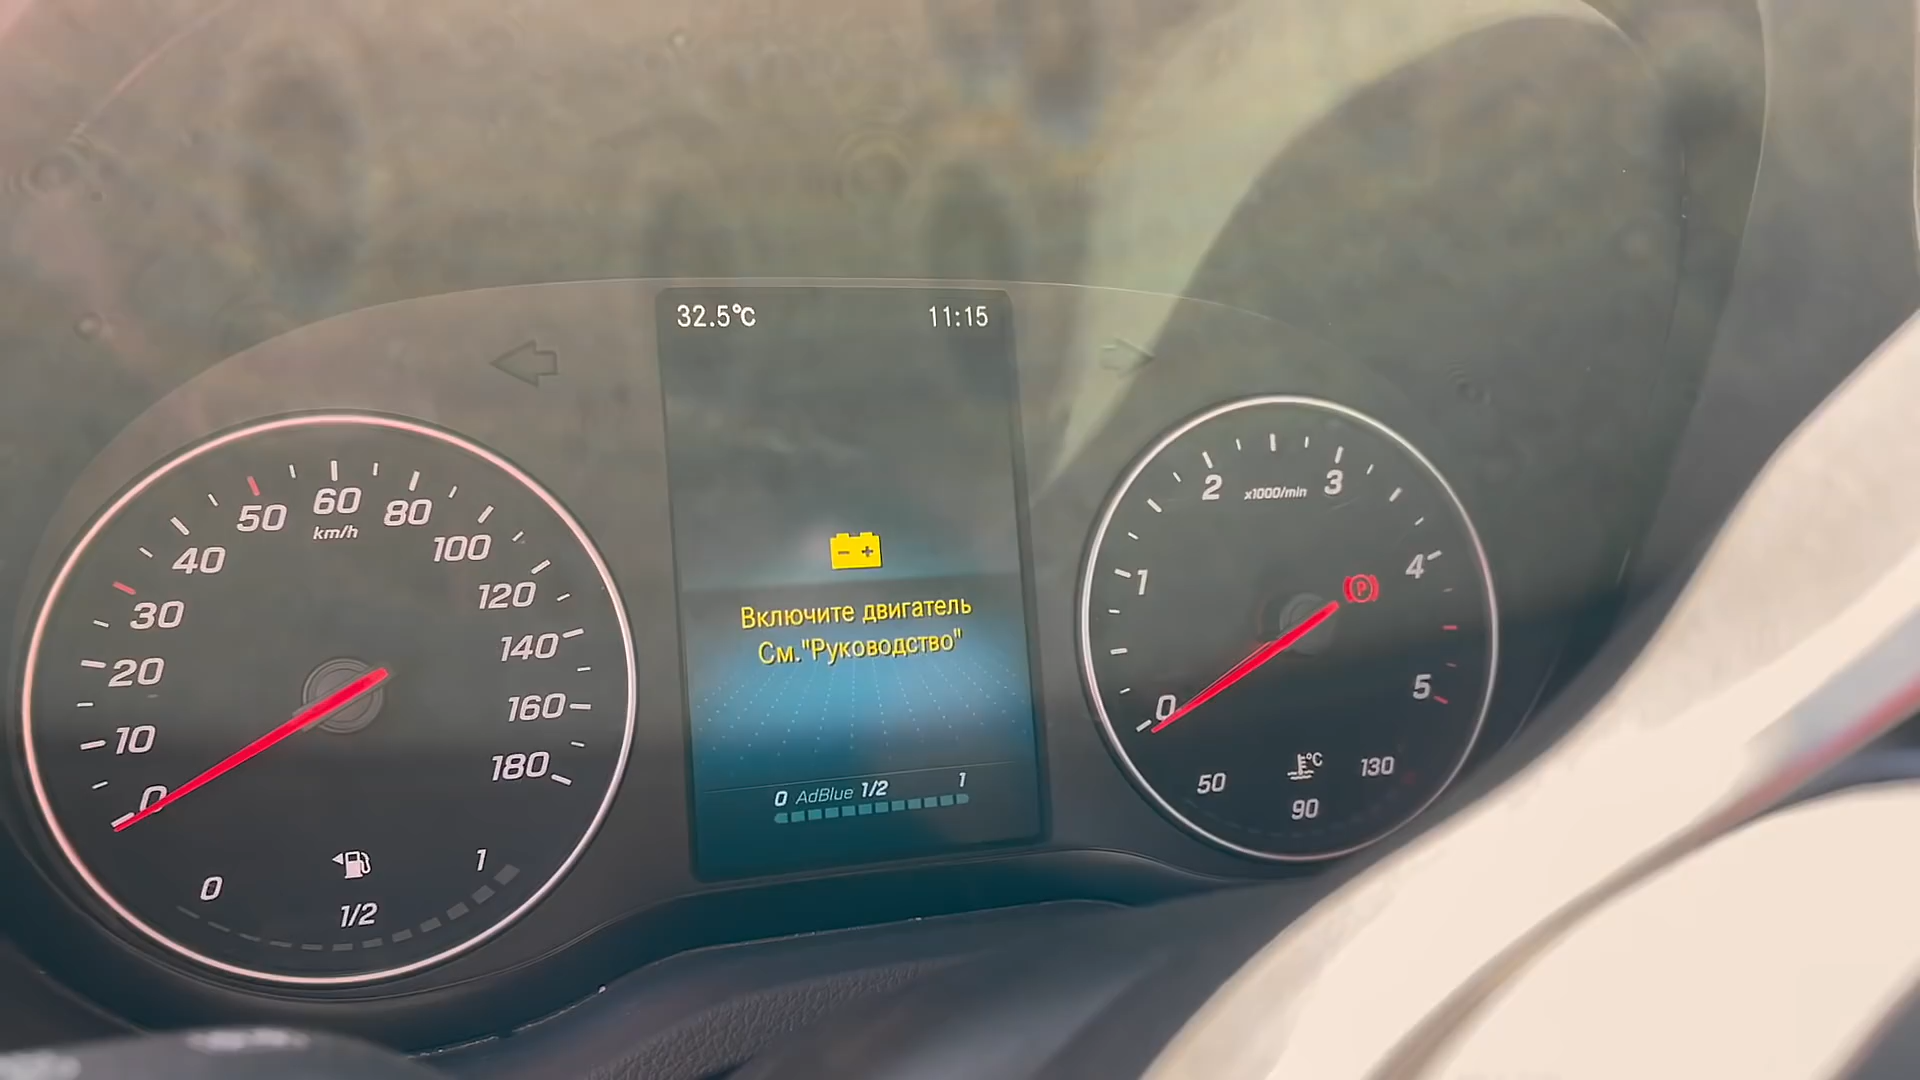 32.5°C 11:15
Включите двигатель
См."Руководство"
0 AdBlue 1/2 1
0 10 20 30 40 50 60 80 100 120 140 160 180
km/h
0 1/2 1
0 1 2 3 4 5
x1000/min
P
°C
50 90 130